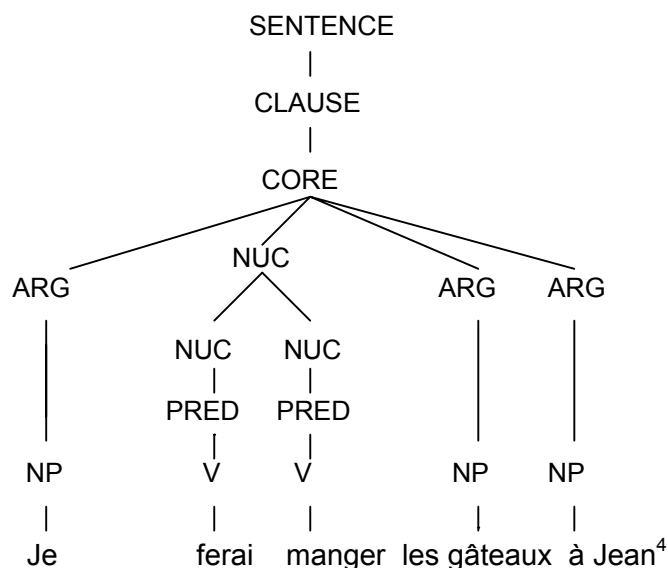 SENTENCE
CLAUSE
CORE
NUC
ARG ARG ARG
NUC NUC
PRED PRED
NP V V NP NP
Je ferai manger les gâteaux à Jean⁴